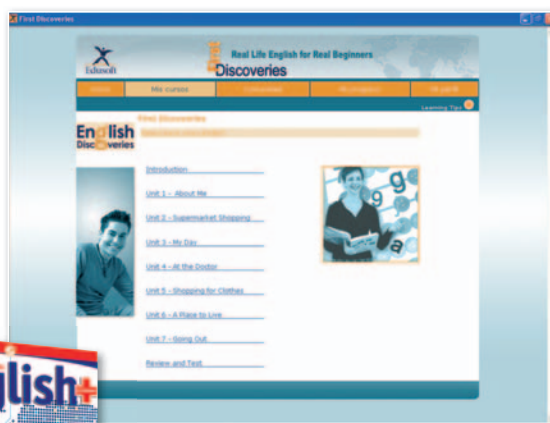 First Discoveries
Edusoft
First
Discoveries
Real Life English for Real Beginners
Mis cursos
Learning Tips
First Discoveries
English
Discoveries
Introduction
Unit 1 - About Me
Unit 2 - Supermarket Shopping
Unit 3 - My Day
Unit 4 - At the Doctor
Unit 5 - Shopping for Clothes
Unit 6 - A Place to Live
Unit 7 - Going Out
Review and Test
g
g
a
lish+